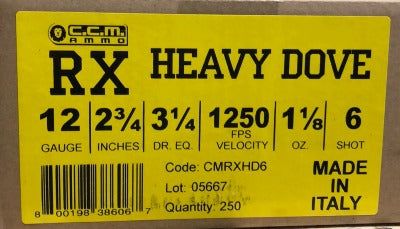 C.C.M.
AMMO
RX HEAVY DOVE
12 2¾ 3¼ 1250 1⅛ 6
GAUGE INCHES DR. EQ. FPS VELOCITY OZ. SHOT
Code: CMRXHD6
Lot: 05667
Quantity: 250
MADE IN ITALY
8 00198 38606 7